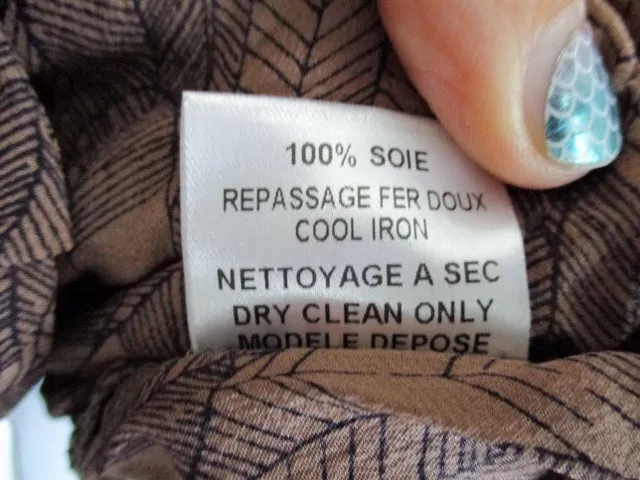 100% SOIE
REPASSAGE FER DOUX
COOL IRON
NETTOYAGE A SEC
DRY CLEAN ONLY
MODELE DEPOSE